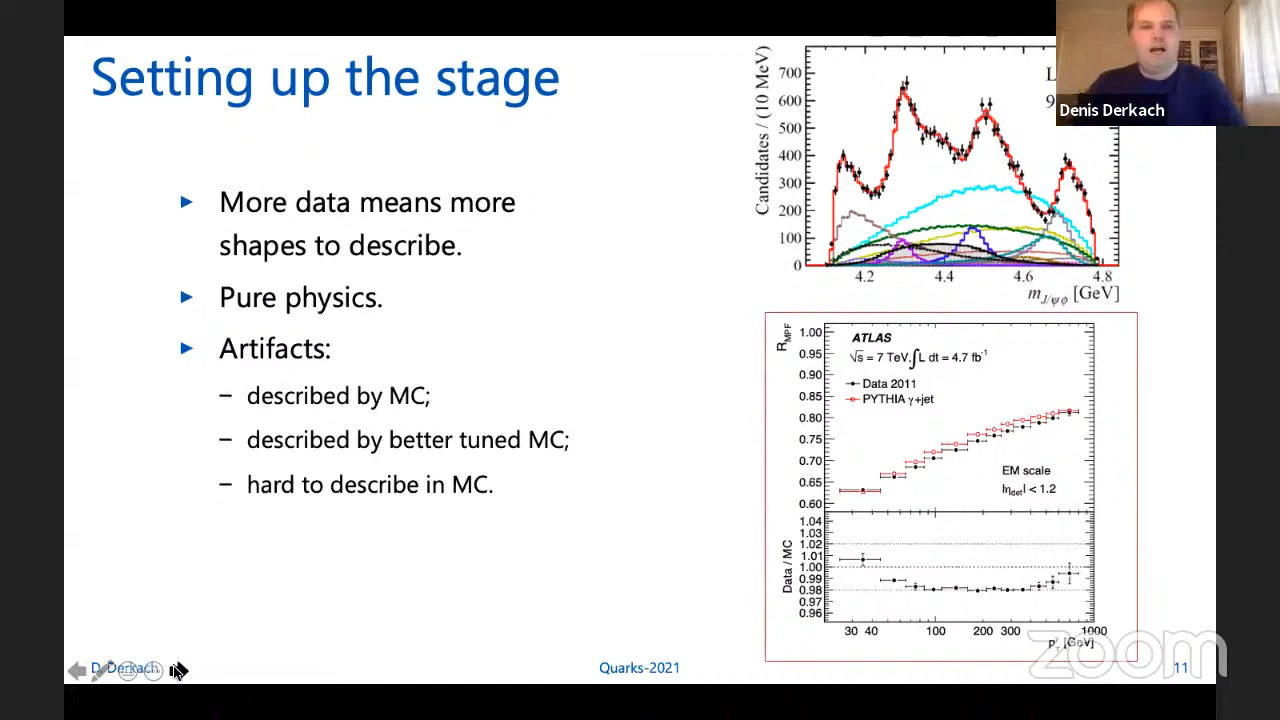 Setting up the stage
More data means more
shapes to describe.
Pure physics.
Artifacts:
– described by MC;
– described by better tuned MC;
– hard to describe in MC.
Candidates / (10 MeV)
700
600
500
400
300
200
100
0
4.2 4.4 4.6 4.8
m J/ψφ [GeV]
L
9
Denis Derkach
R MPF
1.00
0.95
0.90
0.85
0.80
0.75
0.70
0.65
0.60
ATLAS
√s = 7 TeV, ∫L dt = 4.7 fb⁻¹
Data 2011
PYTHIA γ+jet
EM scale
|η det| < 1.2
Data / MC
1.04
1.03
1.02
1.01
1.00
0.99
0.98
0.97
0.96
30 40 100 200 300 1000
[GeV]
zoom
D. Derkach
Quarks-2021
11